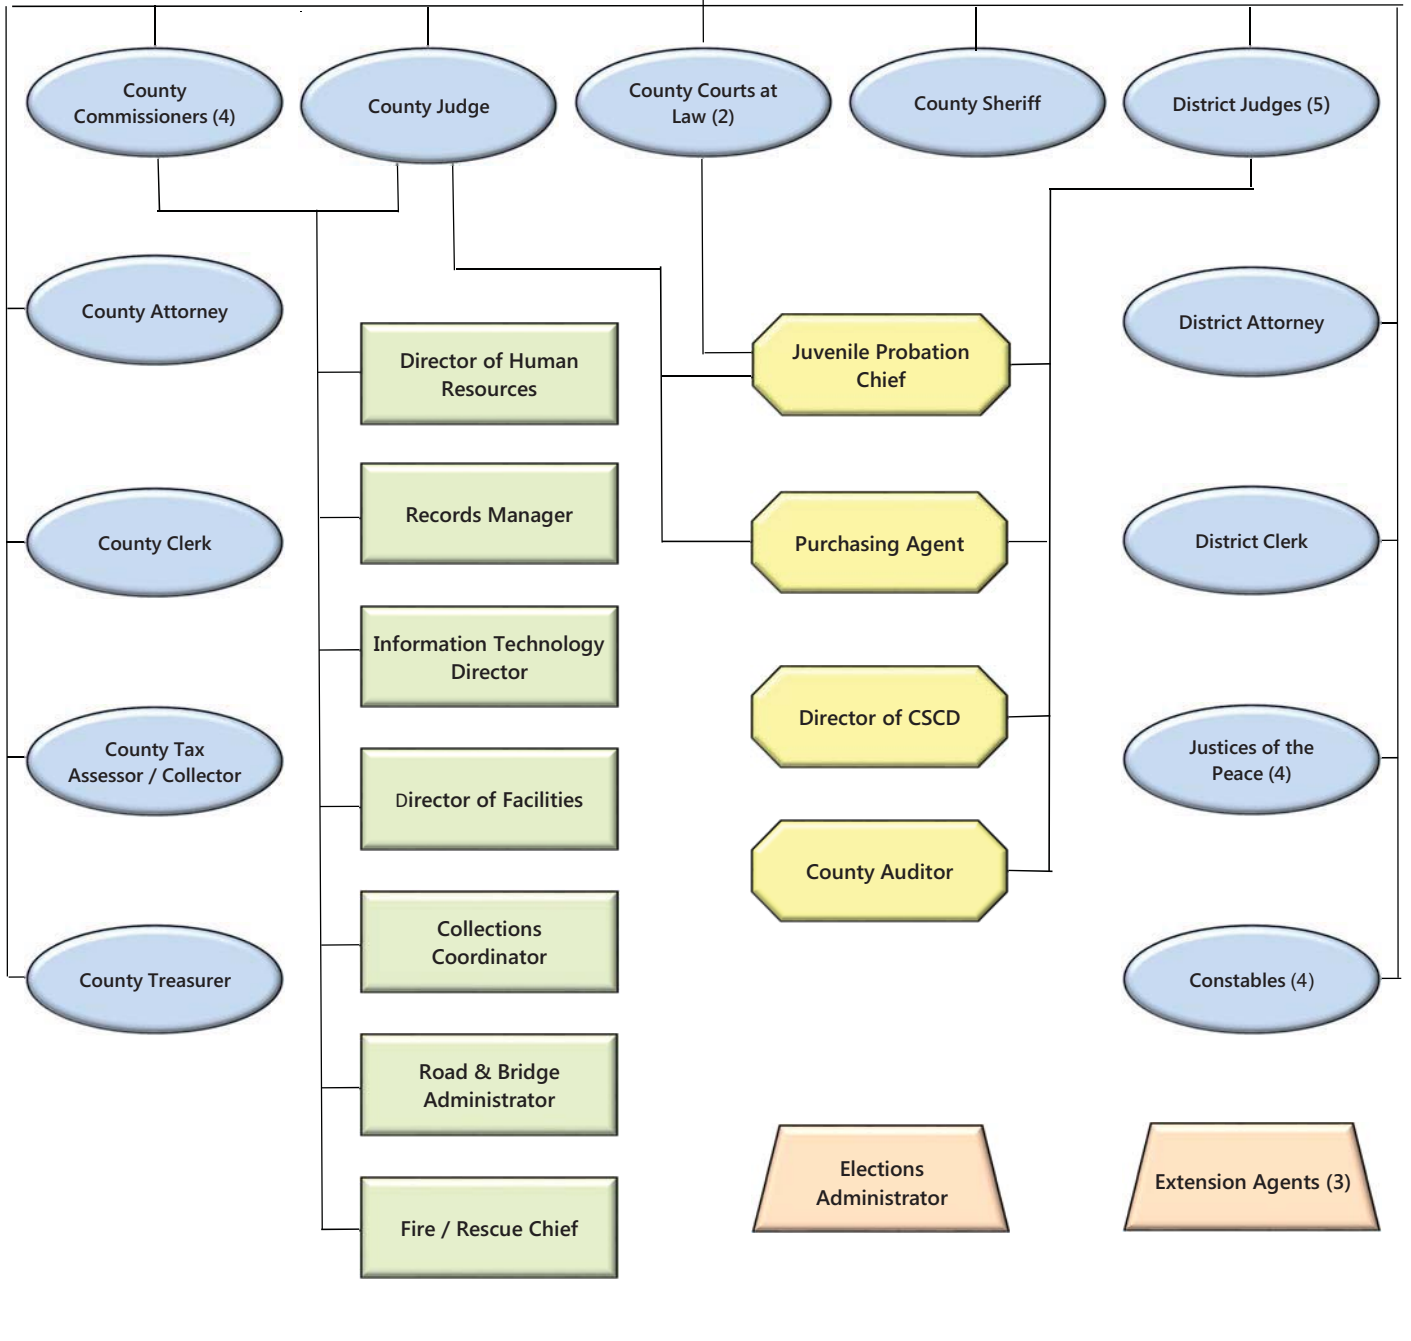 County
Commissioners (4)
County Judge
County Courts at
Law (2)
County Sheriff
District Judges (5)
County Attorney
District Attorney
Director of Human
Resources
Juvenile Probation
Chief
Records Manager
Purchasing Agent
County Clerk
District Clerk
Information Technology
Director
Director of CSCD
County Tax
Assessor / Collector
Justices of the
Peace (4)
Director of Facilities
County Auditor
Collections
Coordinator
County Treasurer
Constables (4)
Road & Bridge
Administrator
Elections
Administrator
Extension Agents (3)
Fire / Rescue Chief